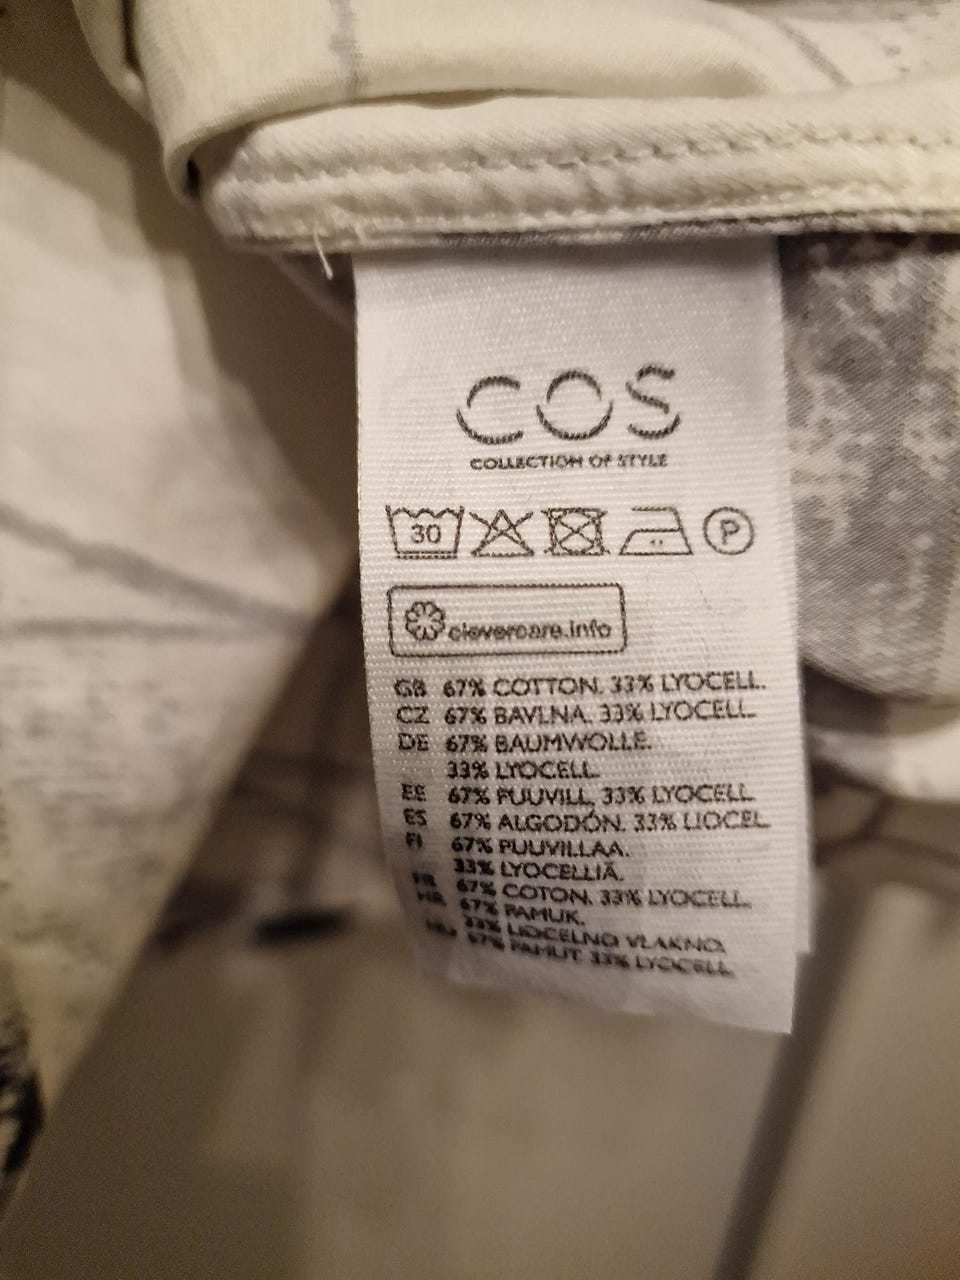 COS
COLLECTION OF STYLE
30 P
clevercare.info
GB 67% COTTON. 33% LYOCELL.
CZ 67% BAVLNA. 33% LYOCELL.
DE 67% BAUMWOLLE.
33% LYOCELL.
EE 67% PUUVILL, 33% LYOCELL
ES 67% ALGODÓN. 33% LIOCEL
FI 67% PUUVILLAA.
33% LYOCELLIÄ.
FR 67% COTON. 33% LYOCELL.
HR 67% PAMUK.
33% LIOCELNO VLAKNO.
HU 67% PAMUT. 33% LYOCELL.